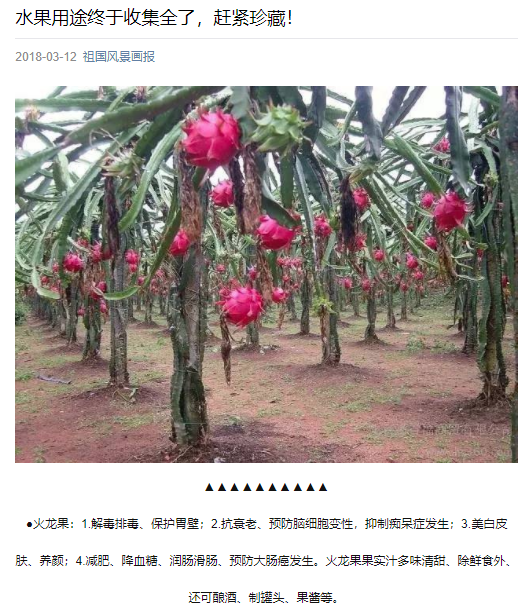 水果用途终于收集全了，赶紧珍藏！
2018-03-12 祖国风景画报
▲▲▲▲▲▲▲▲▲▲
●火龙果：1.解毒排毒、保护胃壁；2.抗衰老、预防脑细胞变性，抑制痴呆症发生；3.美白皮
肤、养颜；4.减肥、降血糖、润肠滑肠、预防大肠癌发生。火龙果果实汁多味清甜、除鲜食外、
还可酿酒、制罐头、果酱等。